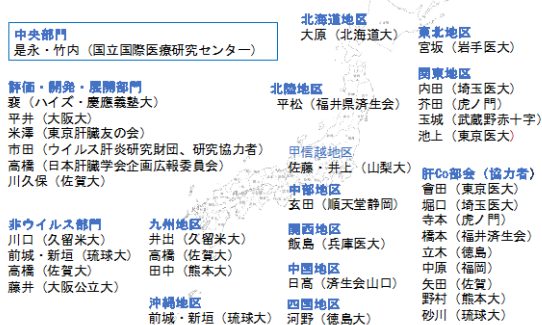 中央部門
是永・竹内（国立国際医療研究センター）
評価・開発・展開部門
裵（ハイズ・慶應義塾大）
平井（大阪大）
米澤（東京肝臓友の会）
市田（ウイルス肝炎研究財団、研究協力者）
高橋（日本肝臓学会企画広報委員会）
川久保（佐賀大）
非ウイルス部門
川口（久留米大）
前城・新垣（琉球大）
高橋（佐賀大）
藤井（大阪公立大）
九州地区
井出（久留米大）
高橋（佐賀大）
田中（熊本大）
沖縄地区
前城・新垣（琉球大）
北海道地区
大原（北海道大）
北陸地区
平松（福井県済生会）
甲信越地区
佐藤・井上（山梨大）
中部地区
玄田（順天堂静岡）
関西地区
飯島（兵庫医大）
中国地区
日高（済生会山口）
四国地区
河野（徳島大）
東北地区
宮坂（岩手医大）
関東地区
内田（埼玉医大）
芥田（虎ノ門）
玉城（武蔵野赤十字）
池上（東京医大）
肝Co部会（協力者）
會田（東京医大）
堀口（埼玉医大）
寺本（虎ノ門）
橋本（福井済生会）
立木（徳島）
中原（福岡）
矢田（佐賀）
野村（熊本大）
砂川（琉球大）